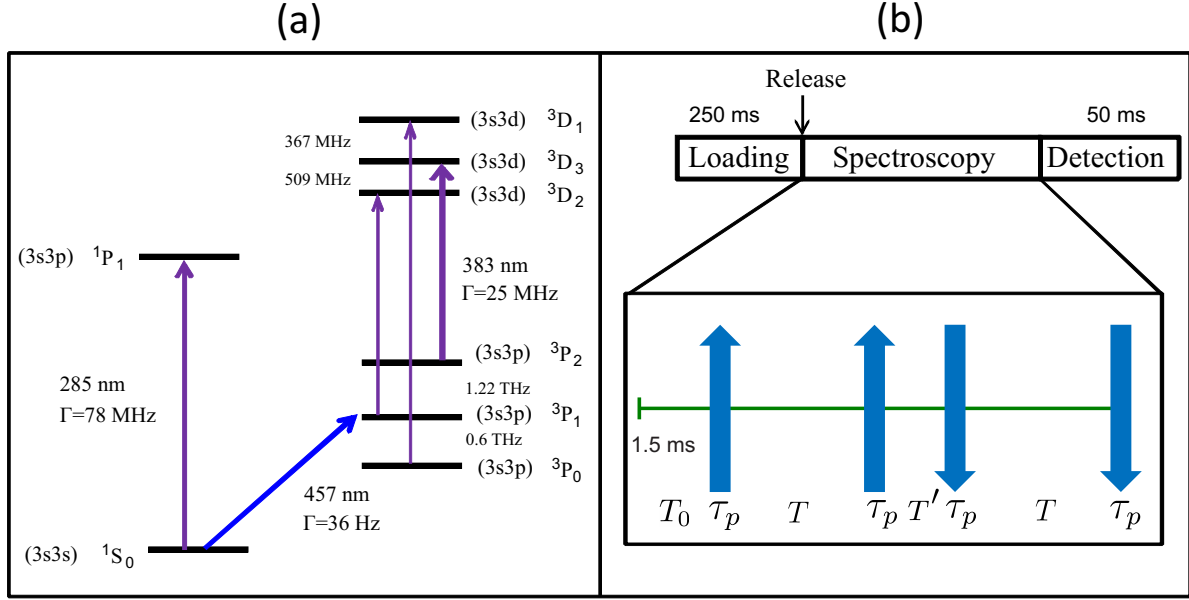 (a)
(3s3d) ³D₁
367 MHz
(3s3d) ³D₃
509 MHz
(3s3d) ³D₂
(3s3p) ¹P₁
383 nm
Γ=25 MHz
(3s3p) ³P₂
285 nm
Γ=78 MHz
1.22 THz
(3s3p) ³P₁
0.6 THz
(3s3p) ³P₀
457 nm
Γ=36 Hz
(3s3s) ¹S₀
(b)
Release
250 ms
50 ms
Loading Spectroscopy Detection
1.5 ms
T₀ τₚ T τₚ T′ τₚ T τₚ